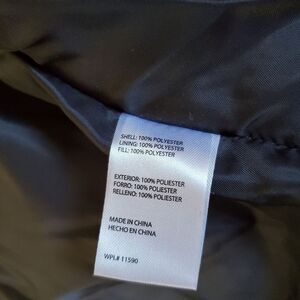 SHELL: 100% POLYESTER
LINING: 100% POLYESTER
FILL: 100% POLYESTER
EXTERIOR: 100% POLIESTER
FORRO: 100% POLIESTER
RELLENO: 100% POLIESTER
MADE IN CHINA
HECHO EN CHINA
WPL# 11590